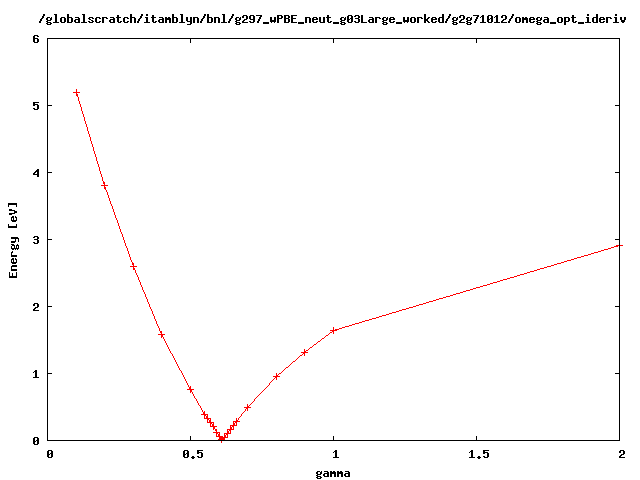 /globalscratch/itamblyn/bnl/g297_wPBE_neut_g03Large_worked/g2g71012/omega_opt_ideriv
6
5
4
3
2
1
0
Energy [eV]
0 0.5 1 1.5 2
gamma